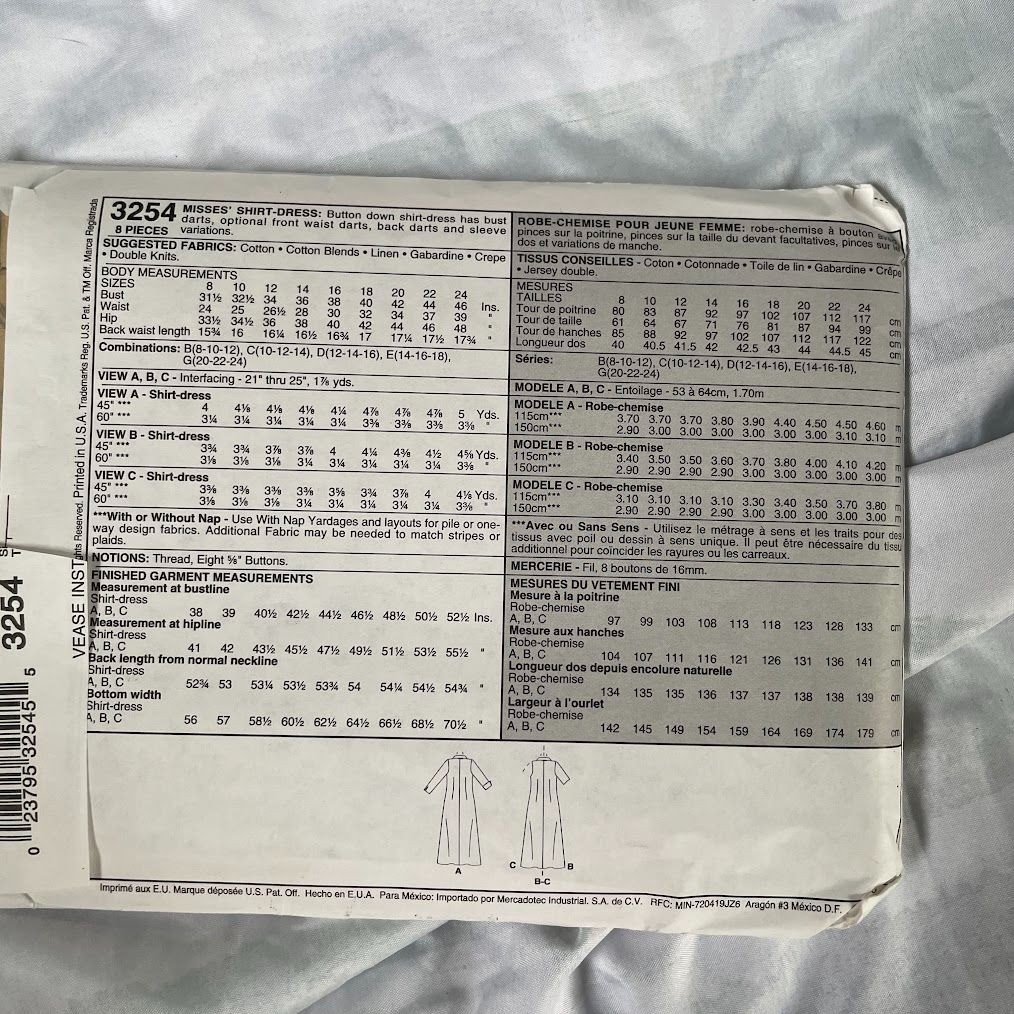 3254 MISSES' SHIRT-DRESS: Button down shirt-dress has bust
8 PIECES darts, optional front waist darts, back darts and sleeve
variations.
SUGGESTED FABRICS: Cotton • Cotton Blends • Linen • Gabardine • Crepe
• Double Knits.
BODY MEASUREMENTS
SIZES 8 10 12 14 16 18 20 22 24
Bust 31½ 32½ 34 36 38 40 42 44 46 Ins.
Waist 24 25 26½ 28 30 32 34 37 39 "
Hip 33½ 34½ 36 38 40 42 44 46 48 "
Back waist length 15¾ 16 16¼ 16½ 16¾ 17 17¼ 17½ 17¾ "
Combinations: B(8-10-12), C(10-12-14), D(12-14-16), E(14-16-18),
G(20-22-24)
VIEW A, B, C - Interfacing - 21" thru 25", 1⅞ yds.
VIEW A - Shirt-dress
45" *** 4 4⅛ 4⅛ 4⅛ 4¼ 4⅞ 4⅞ 4⅞ 5 Yds.
60" *** 3¼ 3¼ 3¼ 3¼ 3¼ 3⅜ 3⅜ 3⅜ 3⅜ "
VIEW B - Shirt-dress
45" *** 3¾ 3¾ 3⅞ 3⅞ 4 4¼ 4⅜ 4½ 4⅝ Yds.
60" *** 3⅛ 3⅛ 3⅛ 3¼ 3¼ 3¼ 3¼ 3¼ 3⅜ "
VIEW C - Shirt-dress
45" *** 3⅜ 3⅜ 3⅜ 3⅜ 3⅝ 3¾ 3⅞ 4 4⅛ Yds.
60" *** 3⅛ 3⅛ 3⅛ 3¼ 3¼ 3¼ 3¼ 3¼ 3⅜ "
***With or Without Nap - Use With Nap Yardages and layouts for pile or one-
way design fabrics. Additional Fabric may be needed to match stripes or
plaids.
NOTIONS: Thread, Eight ⅝" Buttons.
FINISHED GARMENT MEASUREMENTS
Measurement at bustline
Shirt-dress
A, B, C 38 39 40½ 42½ 44½ 46½ 48½ 50½ 52½ Ins.
Measurement at hipline
Shirt-dress
A, B, C 41 42 43½ 45½ 47½ 49½ 51½ 53½ 55½ "
Back length from normal neckline
Shirt-dress
A, B, C 52¾ 53 53¼ 53½ 53¾ 54 54¼ 54½ 54¾ "
Bottom width
Shirt-dress
A, B, C 56 57 58½ 60½ 62½ 64½ 66½ 68½ 70½ "
ROBE-CHEMISE POUR JEUNE FEMME: robe-chemise à bouton
pinces sur la poitrine, pinces sur la taille du devant facultatives, pinces sur
dos et variations de manche.
TISSUS CONSEILLES - Coton • Cotonnade • Toile de lin • Gabardine • Crêpe
• Jersey double.
MESURES
TAILLES 8 10 12 14 16 18 20 22 24
Tour de poitrine 80 83 87 92 97 102 107 112 117 cm
Tour de taille 61 64 67 71 76 81 87 94 99 cm
Tour de hanches 85 88 92 97 102 107 112 117 122 cm
Longueur dos 40 40.5 41.5 42 42.5 43 44 44.5 45 cm
Séries: B(8-10-12), C(10-12-14), D(12-14-16), E(14-16-18),
G(20-22-24)
MODELE A, B, C - Entoilage - 53 à 64cm, 1.70m
MODELE A - Robe-chemise
115cm*** 3.70 3.70 3.70 3.80 3.90 4.40 4.50 4.50 4.60 m
150cm*** 2.90 3.00 3.00 3.00 3.00 3.00 3.00 3.10 3.10 m
MODELE B - Robe-chemise
115cm*** 3.40 3.50 3.50 3.60 3.70 3.80 4.00 4.10 4.20 m
150cm*** 2.90 2.90 2.90 2.90 3.00 3.00 3.00 3.00 3.00 m
MODELE C - Robe-chemise
115cm*** 3.10 3.10 3.10 3.10 3.30 3.40 3.50 3.70 3.80 m
150cm*** 2.90 2.90 2.90 2.90 3.00 3.00 3.00 3.00 3.00 m
***Avec ou Sans Sens - Utilisez le métrage à sens et les traits pour des
tissus avec poil ou dessin à sens unique. Il peut être nécessaire du tissu
additionnel pour coïncider les rayures ou les carreaux.
MERCERIE - Fil, 8 boutons de 16mm.
MESURES DU VETEMENT FINI
Mesure à la poitrine
Robe-chemise
A, B, C 97 99 103 108 113 118 123 128 133 cm
Mesure aux hanches
Robe-chemise
A, B, C 104 107 111 116 121 126 131 136 141 cm
Longueur dos depuis encolure naturelle
Robe-chemise
A, B, C 134 135 135 136 137 137 138 138 139 cm
Largeur à l'ourlet
Robe-chemise
A, B, C 142 145 149 154 159 164 169 174 179 cm
A
C B
B-C
Imprimé aux E.U. Marque déposée U.S. Pat. Off. Hecho en E.U.A. Para México: Importado por Mercadotec Industrial. S.A. de C.V. RFC: MIN-720419JZ6 Aragón #3 México D.F.
Rights Reserved. Printed in U.S.A. Trademarks Reg. U.S. Pat. & TM Off. Marca Registrada
VEASE INST
3254
0 23795 32545 5